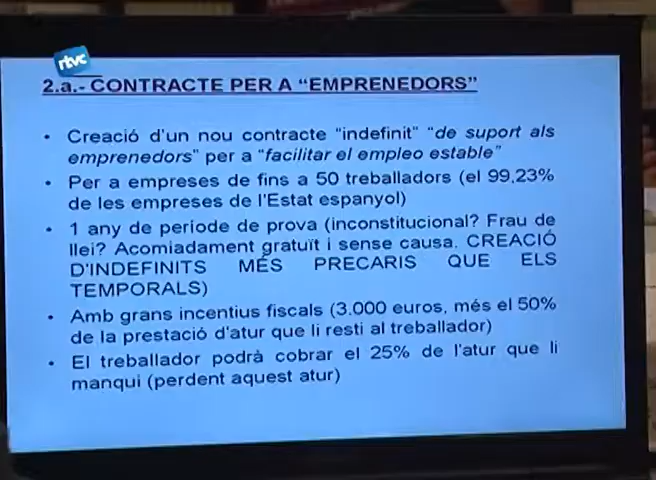 rtvc
2.a.- CONTRACTE PER A “EMPRENEDORS”
• Creació d'un nou contracte “indefinit” “de suport als
emprenedors” per a “facilitar el empleo estable”
• Per a empreses de fins a 50 treballadors (el 99,23%
de les empreses de l'Estat espanyol)
• 1 any de període de prova (inconstitucional? Frau de
llei? Acomiadament gratuït i sense causa. CREACIÓ
D'INDEFINITS MÉS PRECARIS QUE ELS
TEMPORALS)
• Amb grans incentius fiscals (3.000 euros, més el 50%
de la prestació d'atur que li resti al treballador)
• El treballador podrà cobrar el 25% de l'atur que li
manqui (perdent aquest atur)